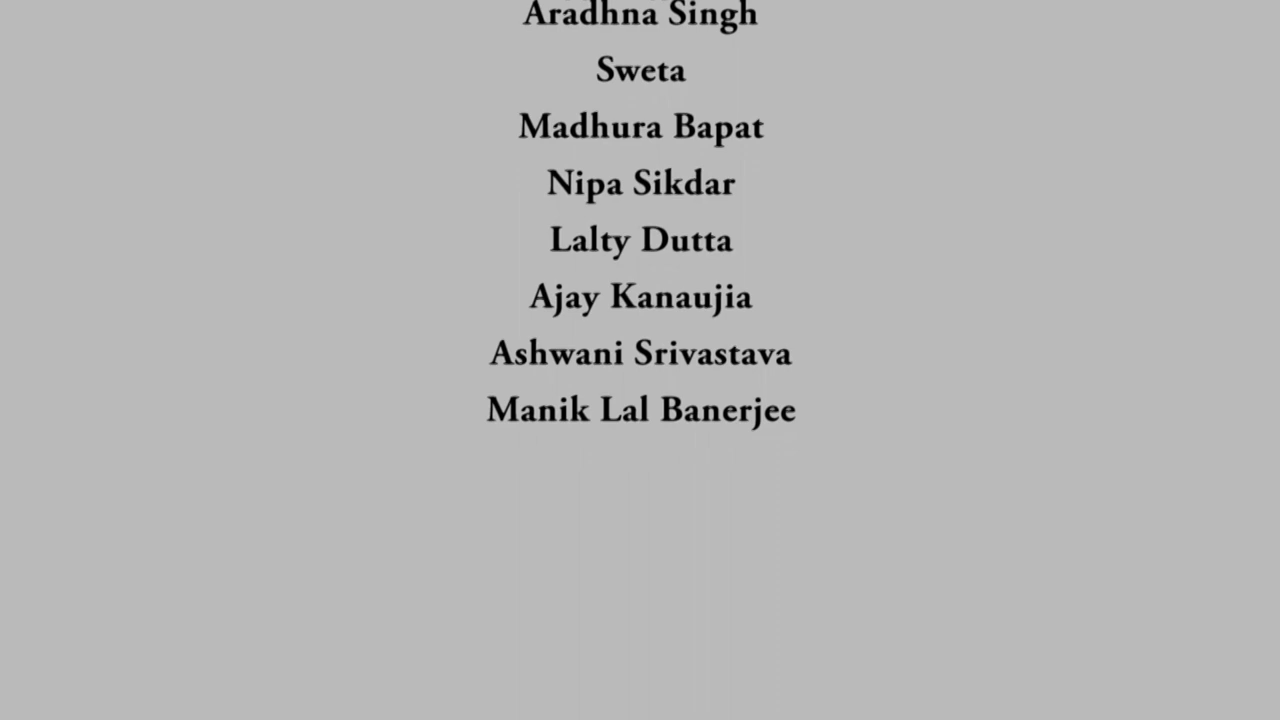 Aradhna Singh
Sweta
Madhura Bapat
Nipa Sikdar
Lalty Dutta
Ajay Kanaujia
Ashwani Srivastava
Manik Lal Banerjee